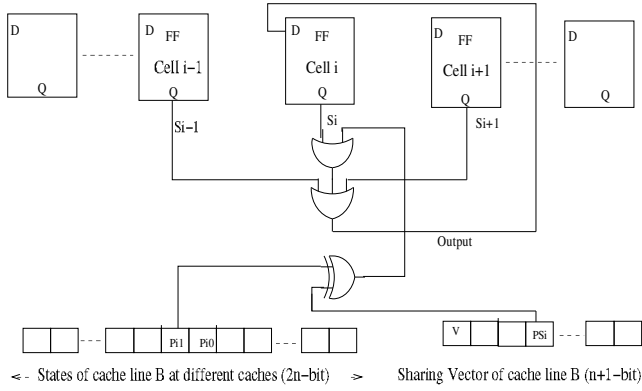 D
Q
D FF
Cell i−1
Q
D FF
Cell i
Q
D FF
Cell i+1
Q
D
Q
Si−1
Si
Si+1
Output
Pi1 Pi0
V PSi
States of cache line B at different caches (2n-bit)
Sharing Vector of cache line B (n+1-bit)